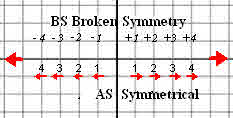 BS Broken Symmetry
-4 -3 -2 -1 +1 +2 +3 +4
4 3 2 1 1 2 3 4
AS Symmetrical